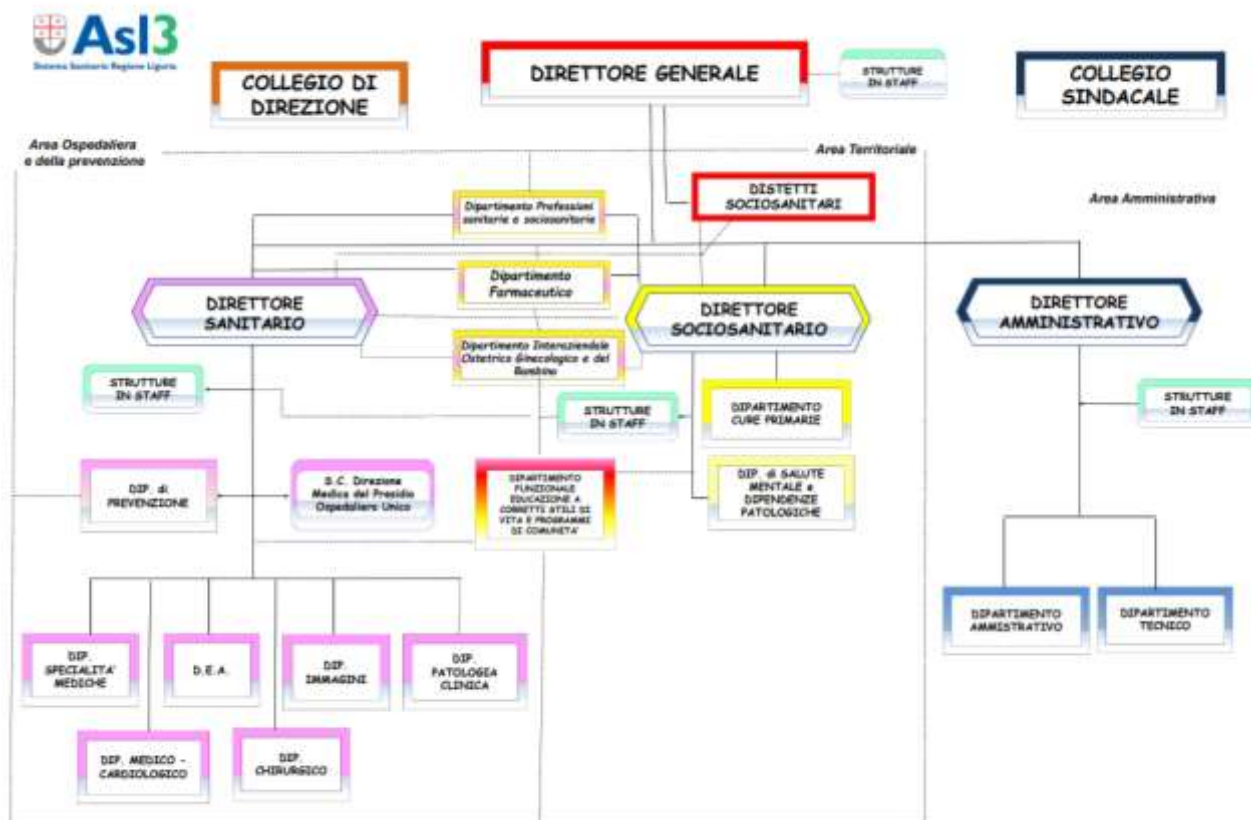 Asl3
Sistema Sanitario Regione Liguria
COLLEGIO DI
DIREZIONE
DIRETTORE GENERALE
STRUTTURE
IN STAFF
COLLEGIO
SINDACALE
Area Ospedaliera
e della prevenzione
Area Territoriale
Area Amministrativa
Dipartimento Professioni
sanitarie e sociosanitarie
DISTETTI
SOCIOSANITARI
Dipartimento
Farmaceutico
DIRETTORE
SANITARIO
DIRETTORE
SOCIOSANITARIO
DIRETTORE
AMMINISTRATIVO
Dipartimento Interaziendale
Ostetrico Ginecologico e del
Bambino
STRUTTURE
IN STAFF
STRUTTURE
IN STAFF
DIPARTIMENTO
CURE PRIMARIE
STRUTTURE
IN STAFF
DIP. di
PREVENZIONE
S.C. Direzione
Medica del Presidio
Ospedaliero Unico
DIPARTIMENTO
FUNZIONALE
EDUCAZIONE A
CORRETTI STILI DI
VITA E PROGRAMMI
DI COMUNITA'
DIP. di SALUTE
MENTALE e
DIPENDENZE
PATOLOGICHE
DIP.
SPECIALITA'
MEDICHE
D.E.A.
DIP.
IMMAGINI
DIP.
PATOLOGIA
CLINICA
DIPARTIMENTO
AMMISTRATIVO
DIPARTIMENTO
TECNICO
DIP. MEDICO -
CARDIOLOGICO
DIP.
CHIRURGICO